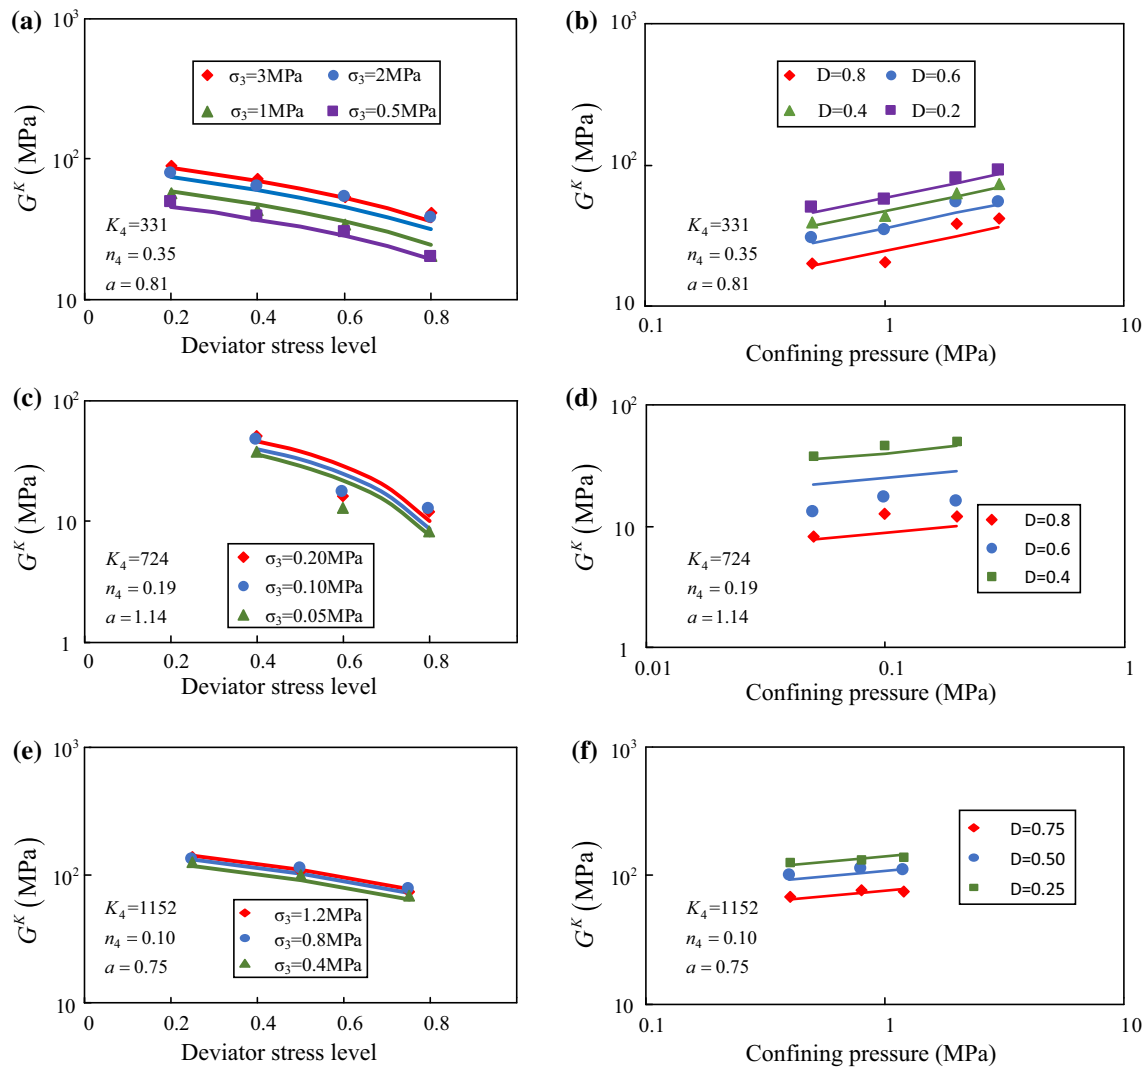 (a)
10³
10²
10
G^K (MPa)
σ₃=3MPa σ₃=2MPa
σ₃=1MPa σ₃=0.5MPa
K₄=331
n₄=0.35
a=0.81
0 0.2 0.4 0.6 0.8
Deviator stress level
(b)
10³
10²
10
G^K (MPa)
D=0.8 D=0.6
D=0.4 D=0.2
K₄=331
n₄=0.35
a=0.81
0.1 1 10
Confining pressure (MPa)
(c)
10²
10
1
G^K (MPa)
K₄=724
n₄=0.19
a=1.14
σ₃=0.20MPa
σ₃=0.10MPa
σ₃=0.05MPa
0 0.2 0.4 0.6 0.8
Deviator stress level
(d)
10²
10
1
G^K (MPa)
K₄=724
n₄=0.19
a=1.14
D=0.8
D=0.6
D=0.4
0.01 0.1 1
Confining pressure (MPa)
(e)
10³
10²
10
G^K (MPa)
K₄=1152
n₄=0.10
a=0.75
σ₃=1.2MPa
σ₃=0.8MPa
σ₃=0.4MPa
0 0.2 0.4 0.6 0.8
Deviator stress level
(f)
10³
10²
10
G^K (MPa)
D=0.75
D=0.50
D=0.25
K₄=1152
n₄=0.10
a=0.75
0.1 1 10
Confining pressure (MPa)